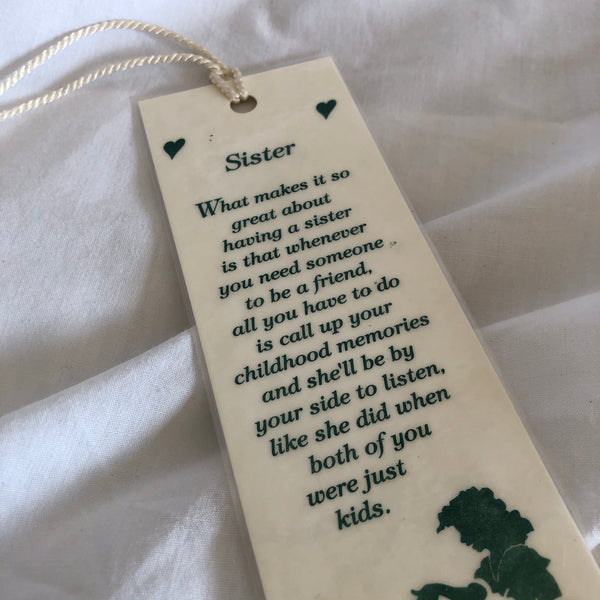 Sister
What makes it so
great about
having a sister
is that whenever
you need someone
to be a friend,
all you have to do
is call up your
childhood memories
and she'll be by
your side to listen,
like she did when
both of you
were just
kids.